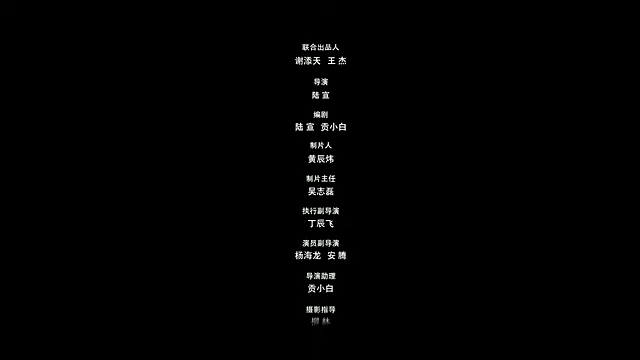 联合出品人
谢添天 王 杰
导演
陆 宣
编剧
陆 宣 贡小白
制片人
黄辰炜
制片主任
吴志磊
执行副导演
丁辰飞
演员副导演
杨海龙 安 腾
导演助理
贡小白
摄影指导
柳 林